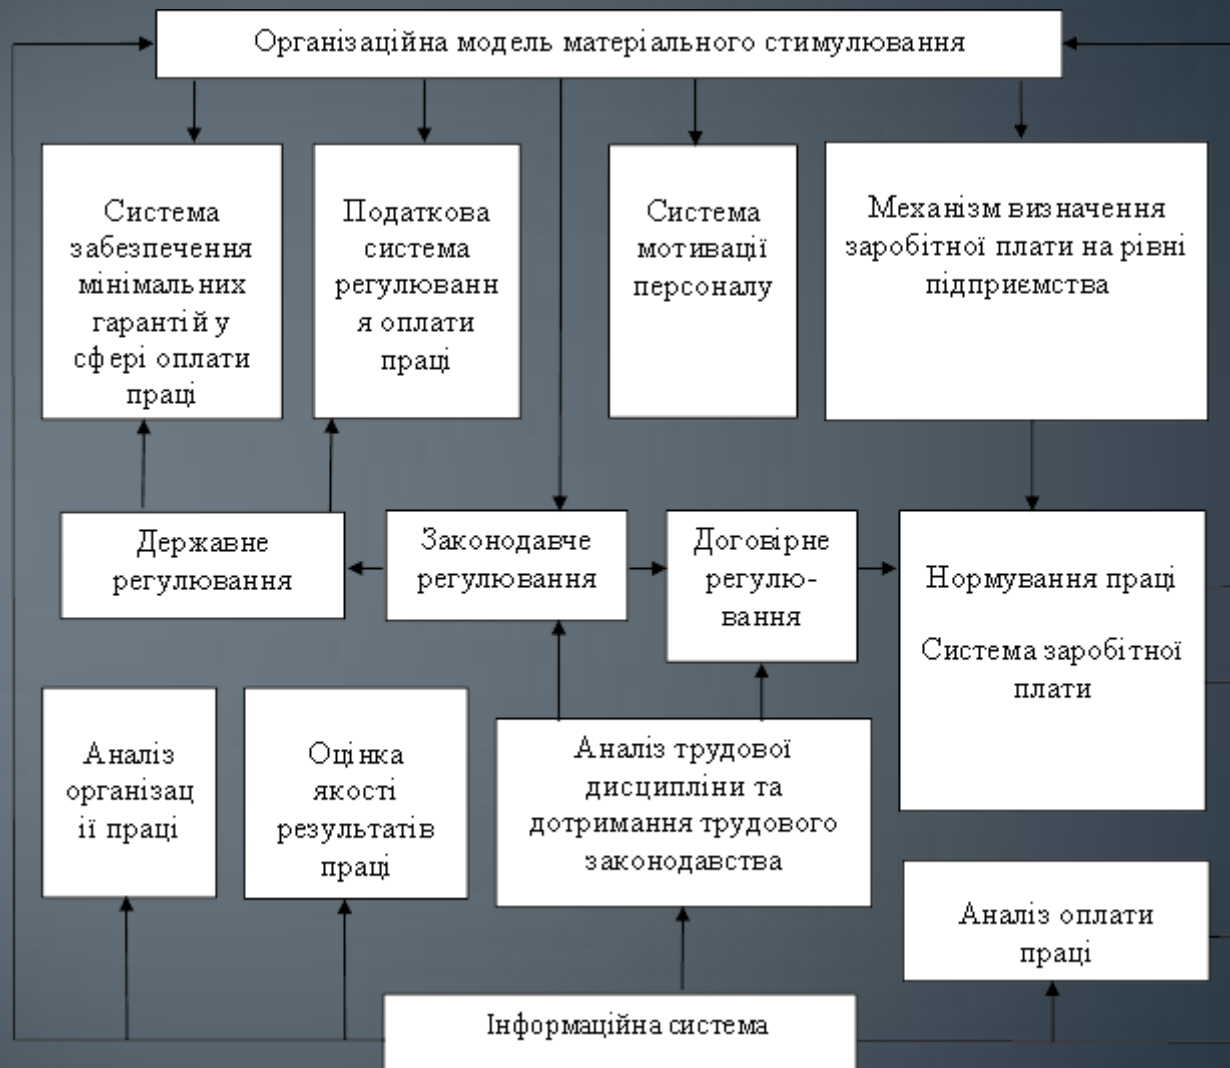 Організаційна модель матеріального стимулювання
Система
забезпечення
мінімальних
гарантій у
сфері оплати
праці
Податкова
система
регулюванн
я оплати
праці
Система
мотивації
персоналу
Механізм визначення
заробітної плати на рівні
підприємства
Державне
регулювання
Законодавче
регулювання
Договірне
регулю-
вання
Нормування праці
Система заробітної
плати
Аналіз
організац
ії праці
Оцінка
якості
результатів
праці
Аналіз трудової
дисципліни та
дотримання трудового
законодавства
Аналіз оплати
праці
Інформаційна система